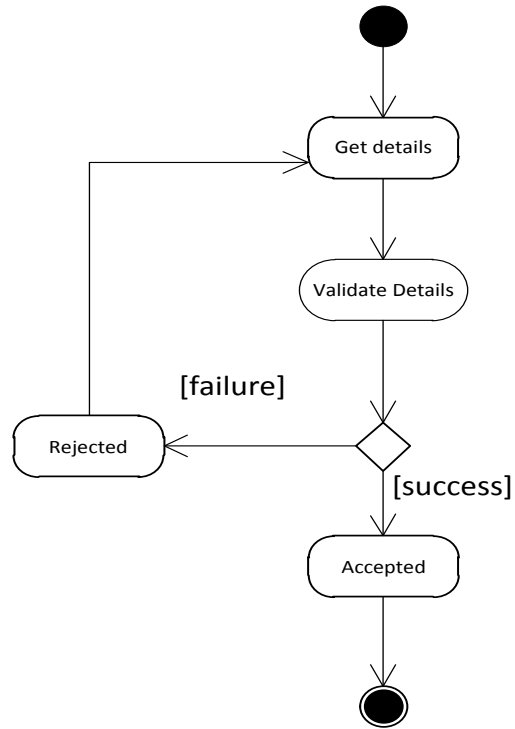 Get details
Validate Details
[failure]
Rejected
[success]
Accepted